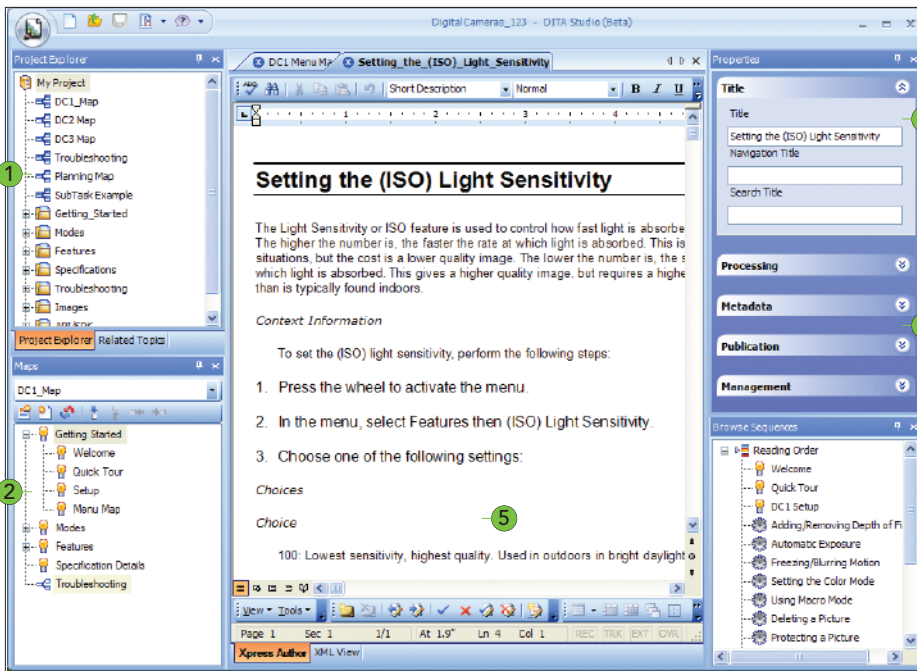 DigitalCameras_123 - DITA Studio (Beta)
Project Explorer
My Project
DC1_Map
DC2 Map
DC3 Map
Troubleshooting
Planning Map
SubTask Example
Getting_Started
Modes
Features
Specifications
Troubleshooting
Images
Project Explorer Related Topics
1
Maps
DC1_Map
Getting Started
Welcome
Quick Tour
Setup
Menu Map
2
Modes
Features
Specification Details
Troubleshooting
DC1 Menu Ma Setting_the_(ISO)_Light_Sensitivity
Short Description Normal B I U
1 2 3 4
Setting the (ISO) Light Sensitivity
The Light Sensitivity or ISO feature is used to control how fast light is absorbe
The higher the number is, the faster the rate at which light is absorbed. This is
situations, but the cost is a lower quality image. The lower the number is, the s
which light is absorbed. This gives a higher quality image, but requires a highe
than is typically found indoors.
Context Information
To set the (ISO) light sensitivity, perform the following steps:
1. Press the wheel to activate the menu.
2. In the menu, select Features then (ISO) Light Sensitivity.
3. Choose one of the following settings:
Choices
Choice
5
100: Lowest sensitivity, highest quality. Used in outdoors in bright daylight
View Tools
Page 1 Sec 1 1/1 At 1.9" Ln 4 Col 1 REC TRK EXT OVR
Xpress Author XML View
Properties
Title
Title
Setting the (ISO) Light Sensitivity
Navigation Title
Search Title
Processing
Metadata
Publication
Management
Browse Sequences
Reading Order
Welcome
Quick Tour
DC1 Setup
Adding/Removing Depth of Fi
Automatic Exposure
Freezing/Blurring Motion
Setting the Color Mode
Using Macro Mode
Deleting a Picture
Protecting a Picture